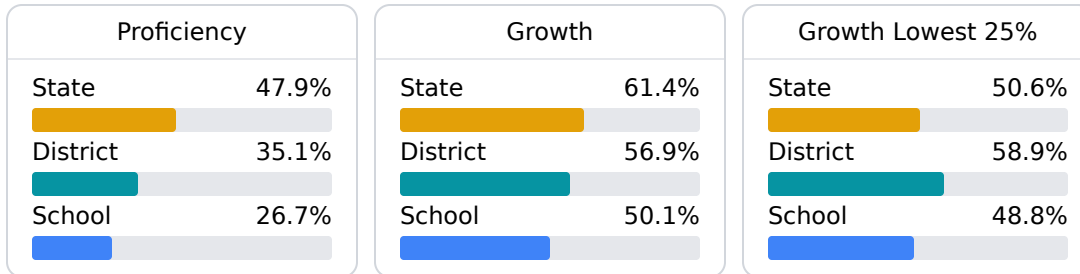 Proficiency
State 47.9%
District 35.1%
School 26.7%
Growth
State 61.4%
District 56.9%
School 50.1%
Growth Lowest 25%
State 50.6%
District 58.9%
School 48.8%